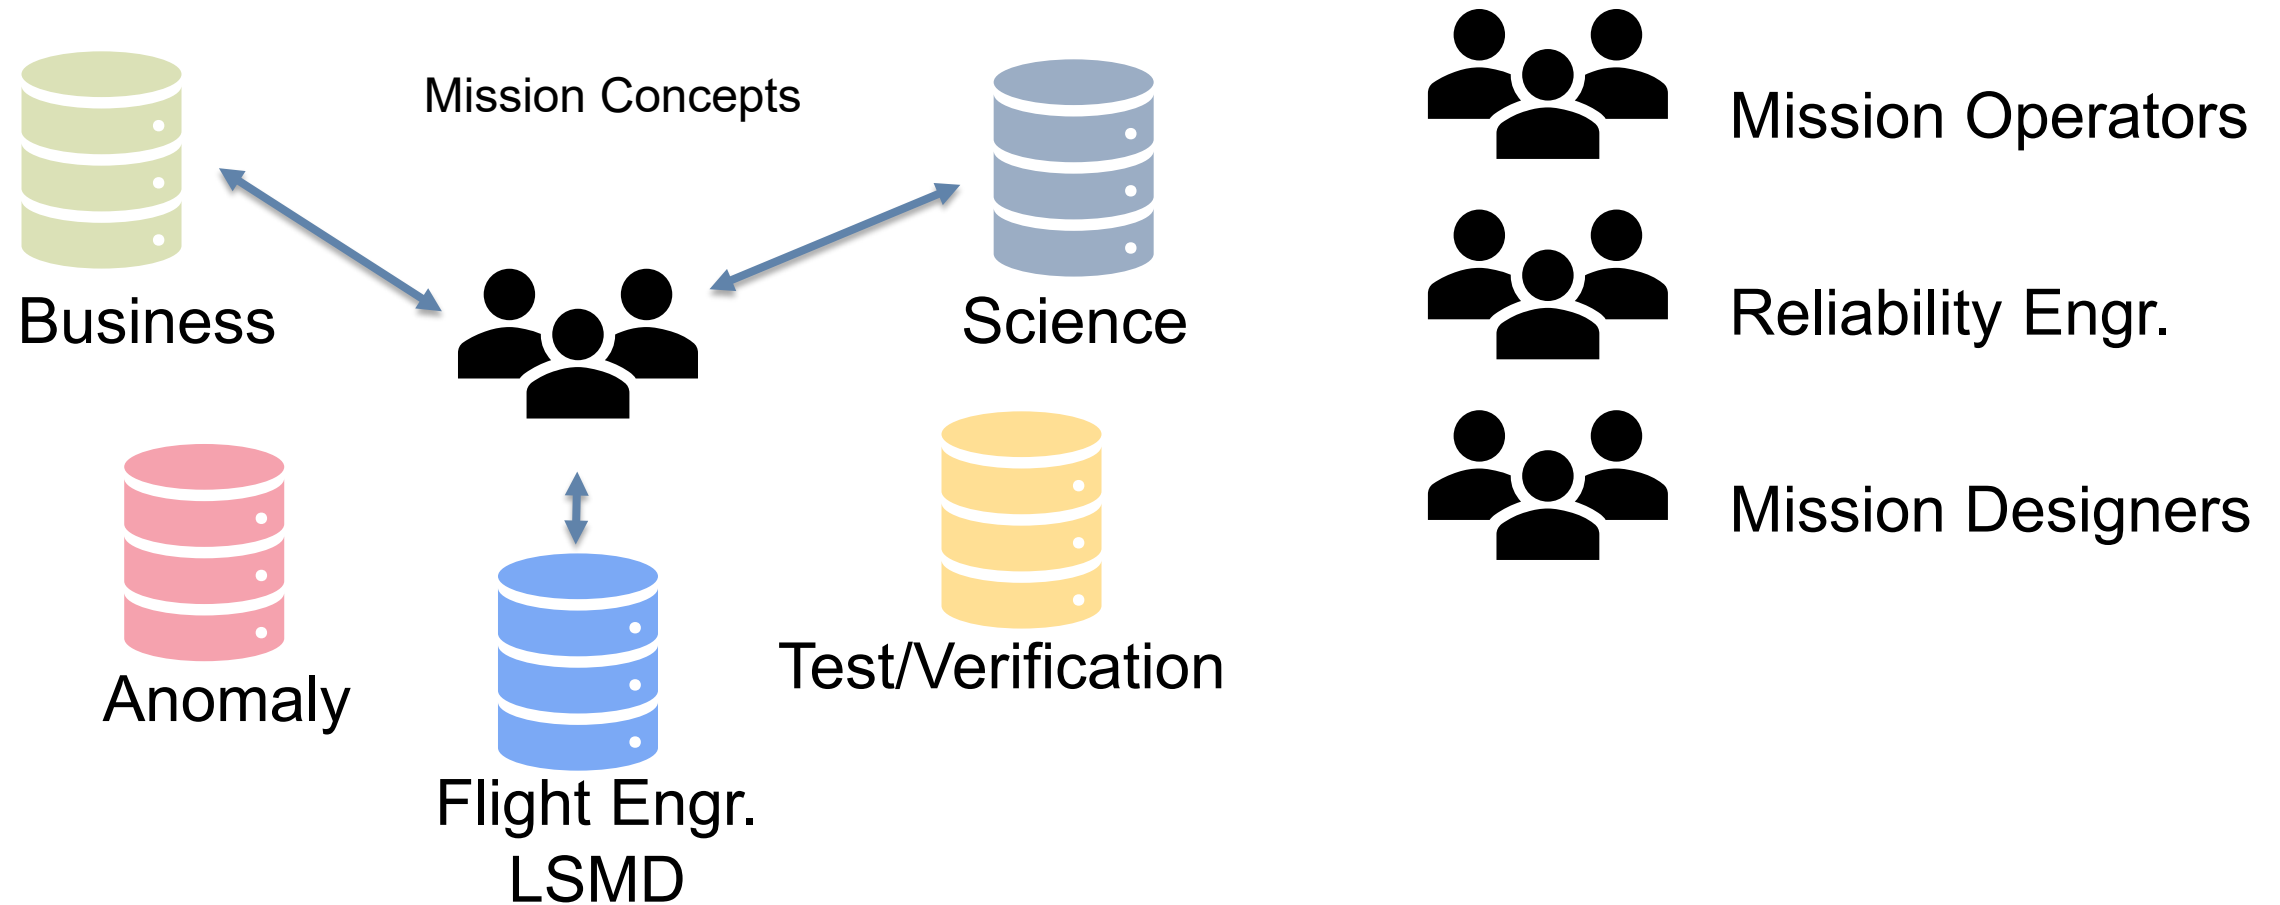 Mission Concepts
Business
Science
Anomaly
Test/Verification
Flight Engr.
LSMD
Mission Operators
Reliability Engr.
Mission Designers